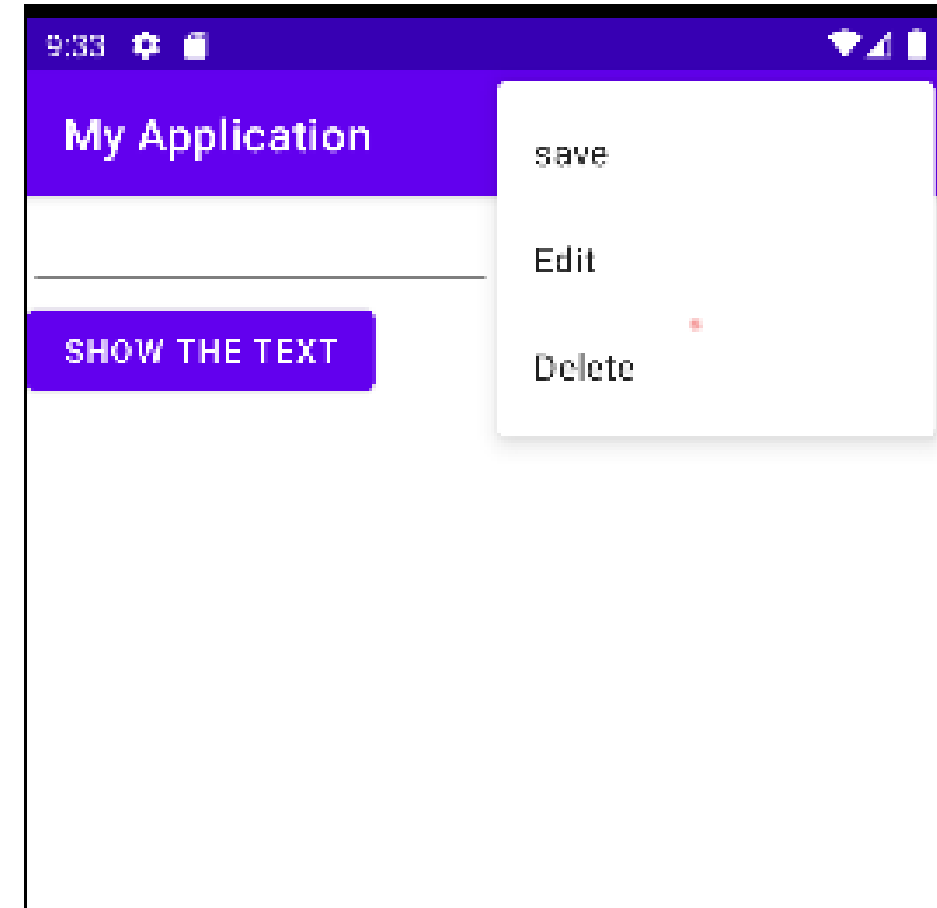 9:33
My Application
save
Edit
Delete
SHOW THE TEXT